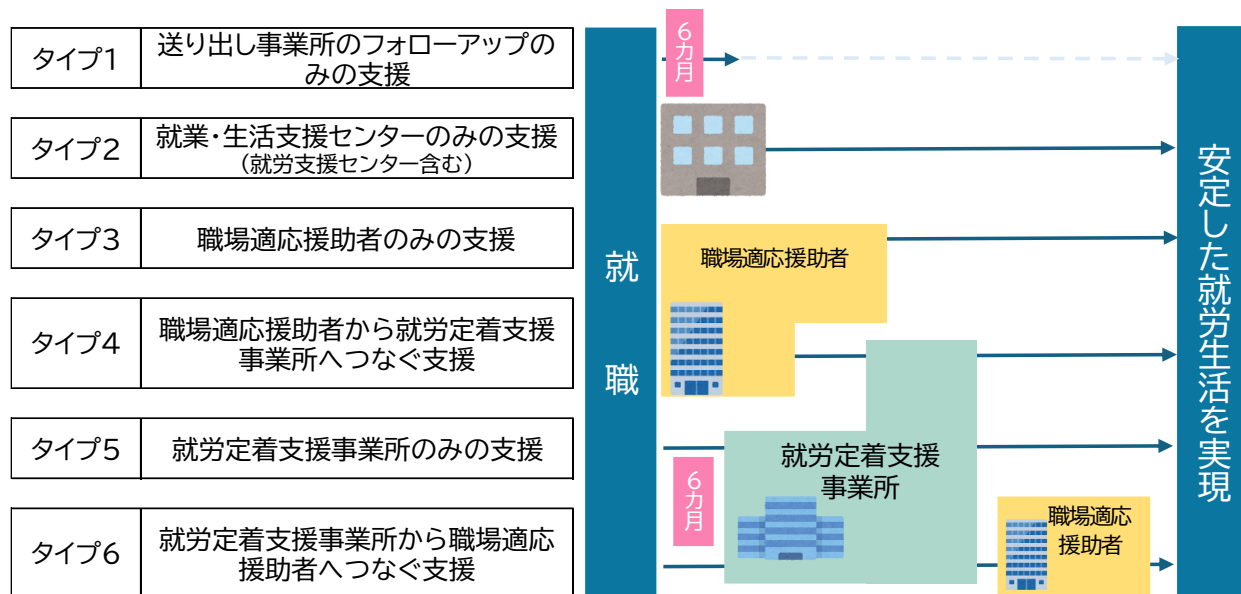 タイプ1
送り出し事業所のフォローアップの
みの支援
タイプ2
就業・生活支援センターのみの支援
（就労支援センター含む）
タイプ3
職場適応援助者のみの支援
タイプ4
職場適応援助者から就労定着支援
事業所へつなぐ支援
タイプ5
就労定着支援事業所のみの支援
タイプ6
就労定着支援事業所から職場適応
援助者へつなぐ支援
就職
6カ月
職場適応援助者
6カ月
就労定着支援
事業所
職場適応
援助者
安定した就労生活を実現